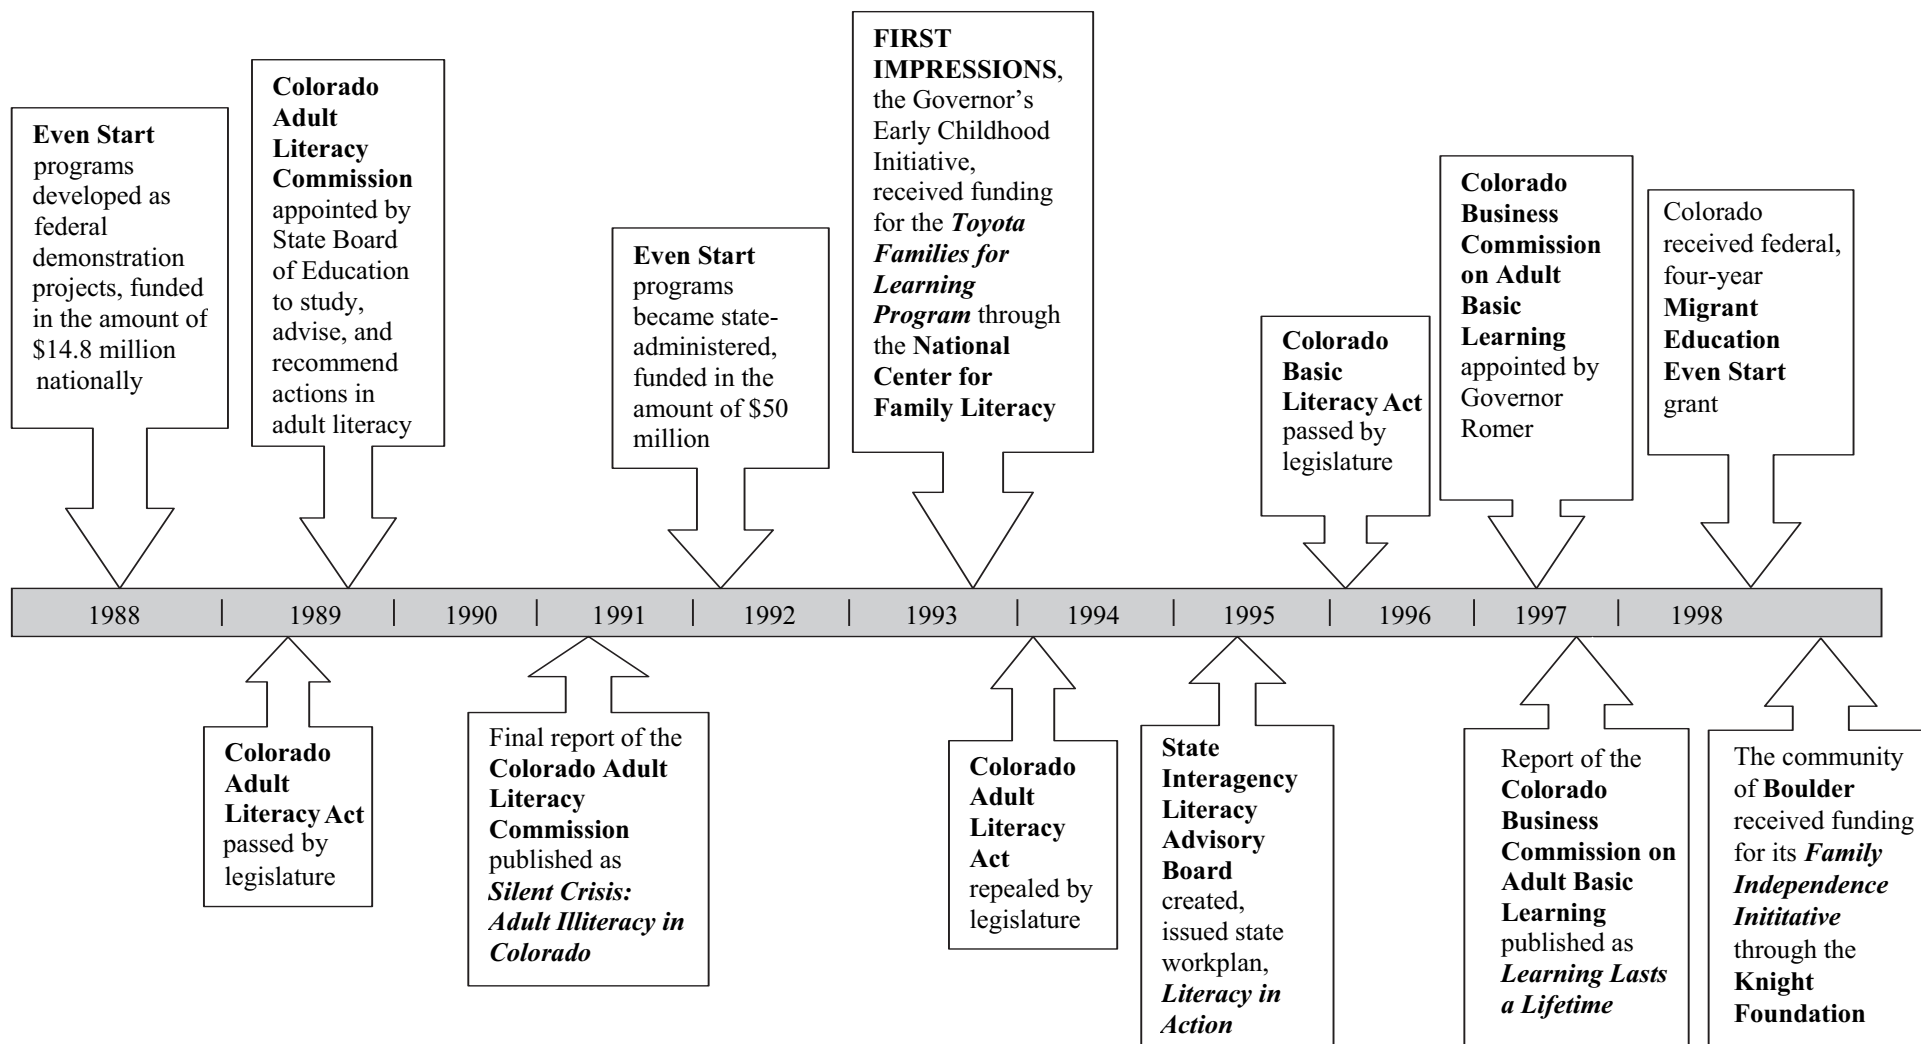 Even Start
programs
developed as
federal
demonstration
projects, funded
in the amount of
$14.8 million
nationally
Colorado
Adult
Literacy
Commission
appointed by
State Board
of Education
to study,
advise, and
recommend
actions in
adult literacy
Even Start
programs
became state-
administered,
funded in the
amount of $50
million
FIRST
IMPRESSIONS,
the Governor’s
Early Childhood
Initiative,
received funding
for the Toyota
Families for
Learning
Program through
the National
Center for
Family Literacy
Colorado
Basic
Literacy Act
passed by
legislature
Colorado
Business
Commission
on Adult
Basic
Learning
appointed by
Governor
Romer
Colorado
received federal,
four-year
Migrant
Education
Even Start
grant
1988 | 1989 | 1990 | 1991 | 1992 | 1993 | 1994 | 1995 | 1996 | 1997 | 1998
Colorado
Adult
Literacy Act
passed by
legislature
Final report of the
Colorado Adult
Literacy
Commission
published as
Silent Crisis:
Adult Illiteracy in
Colorado
Colorado
Adult
Literacy
Act
repealed by
legislature
State
Interagency
Literacy
Advisory
Board
created,
issued state
workplan,
Literacy in
Action
Report of the
Colorado
Business
Commission on
Adult Basic
Learning
published as
Learning Lasts
a Lifetime
The community
of Boulder
received funding
for its Family
Independence
Inititative
through the
Knight
Foundation